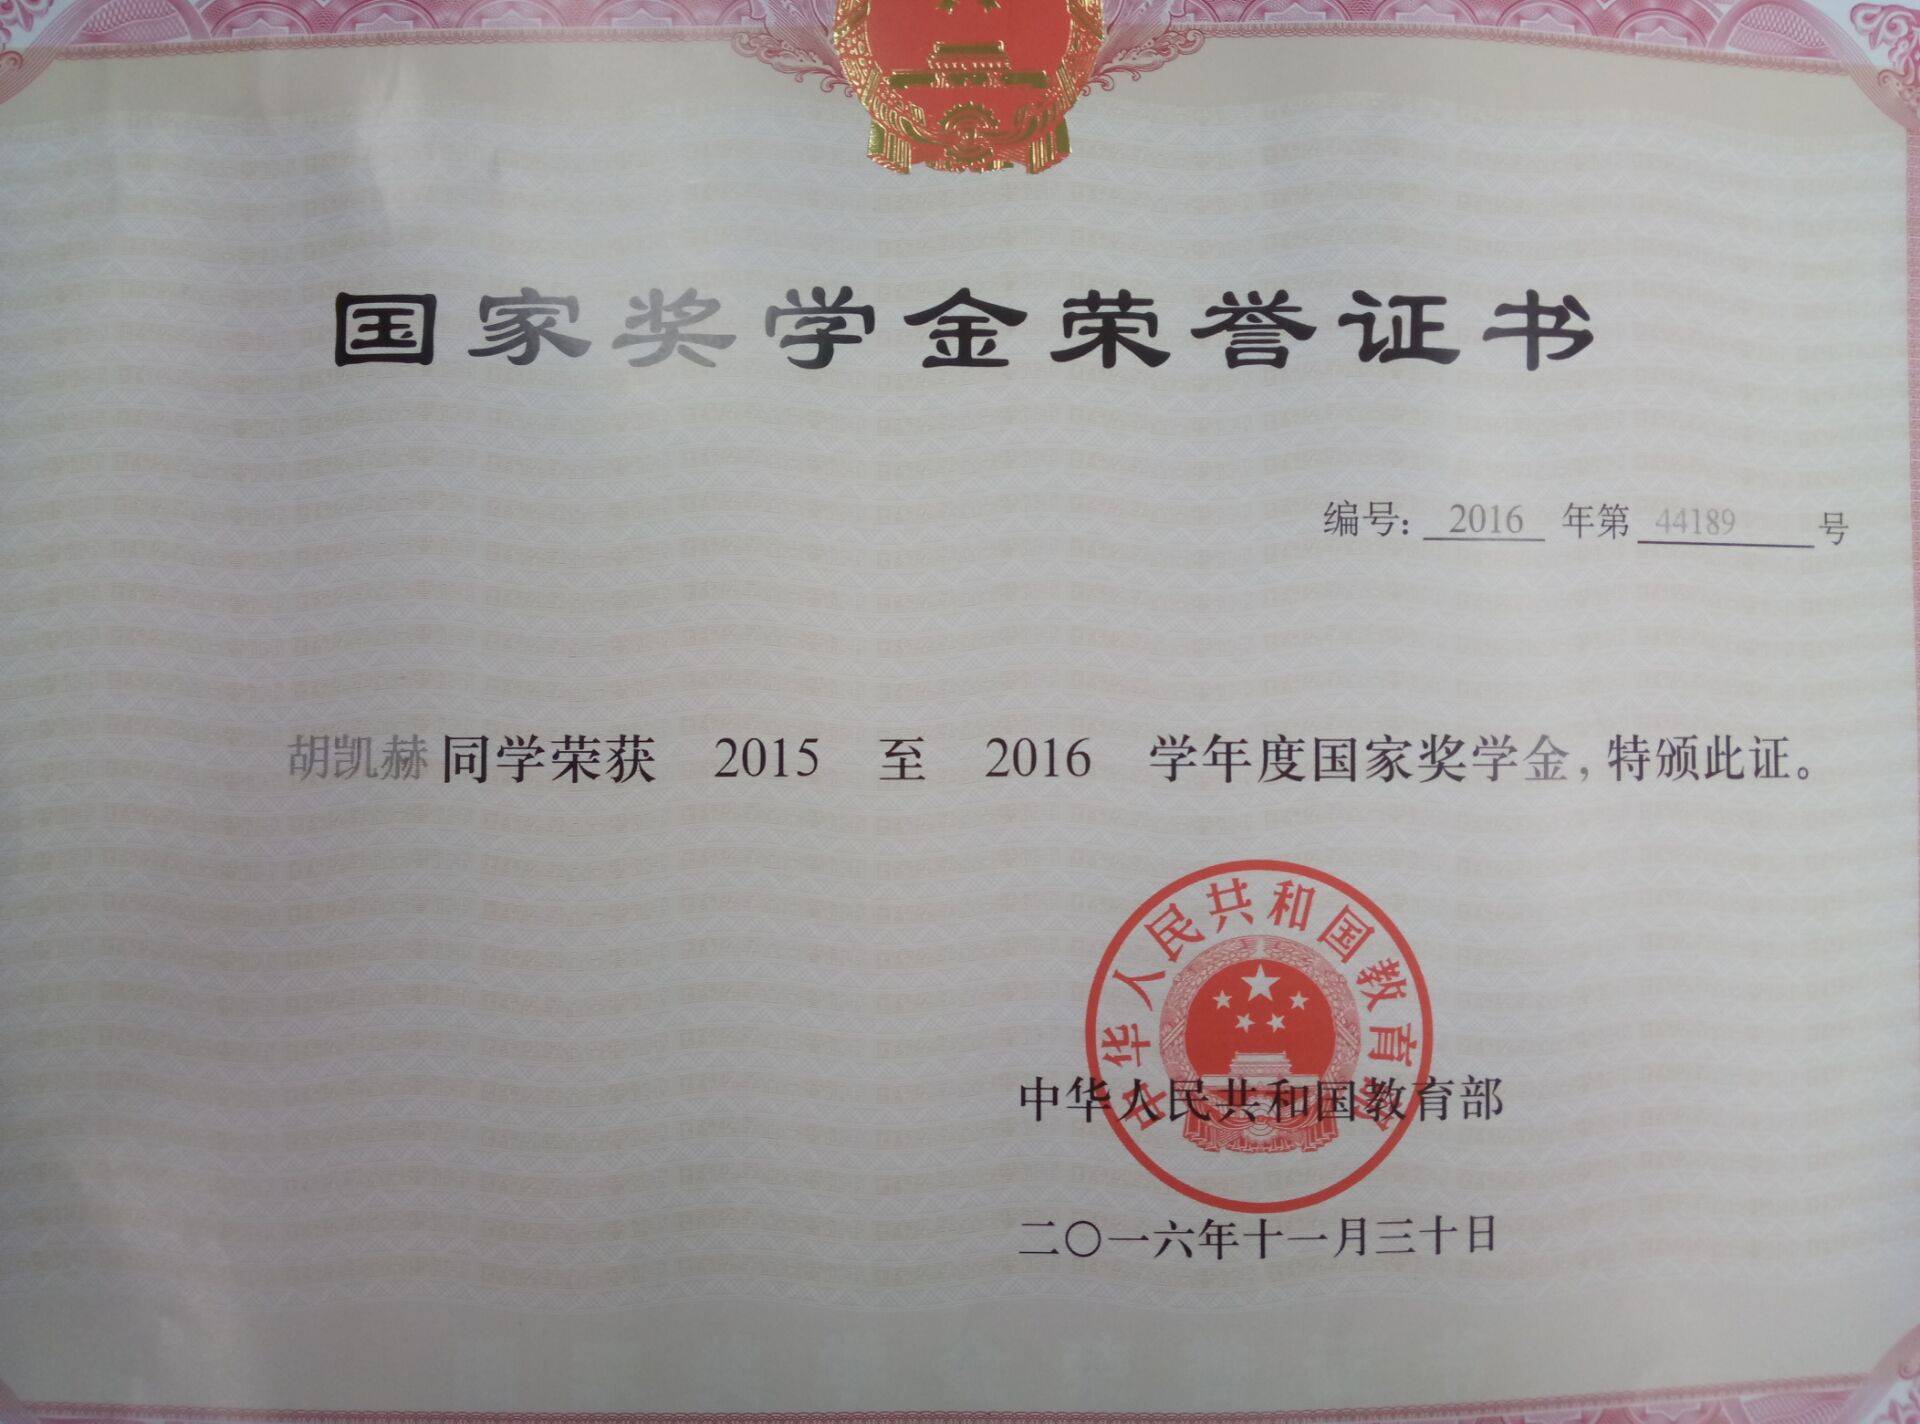 国家奖学金荣誉证书
编号: 2016 年第 44189 号
胡凯赫同学荣获 2015 至 2016 学年度国家奖学金,特颁此证。
中华人民共和国教育部
中华人民共和国教育部
二〇一六年十一月三十日